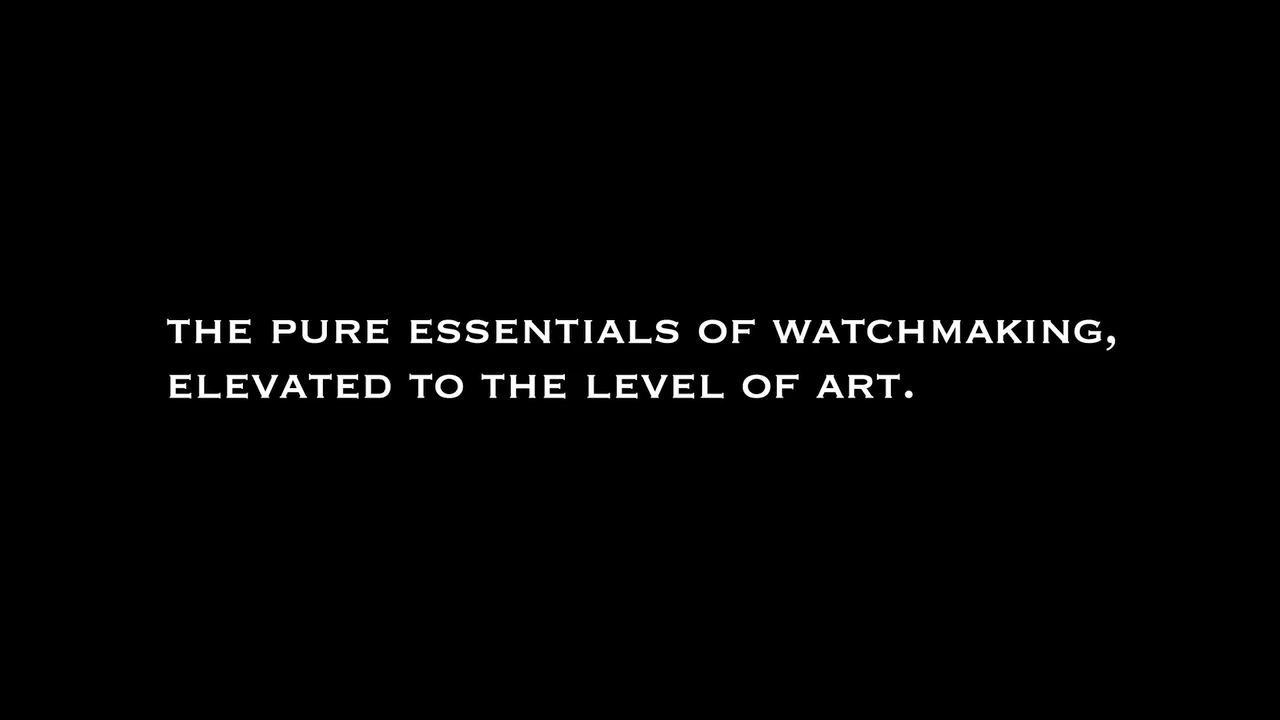 THE PURE ESSENTIALS OF WATCHMAKING,
ELEVATED TO THE LEVEL OF ART.